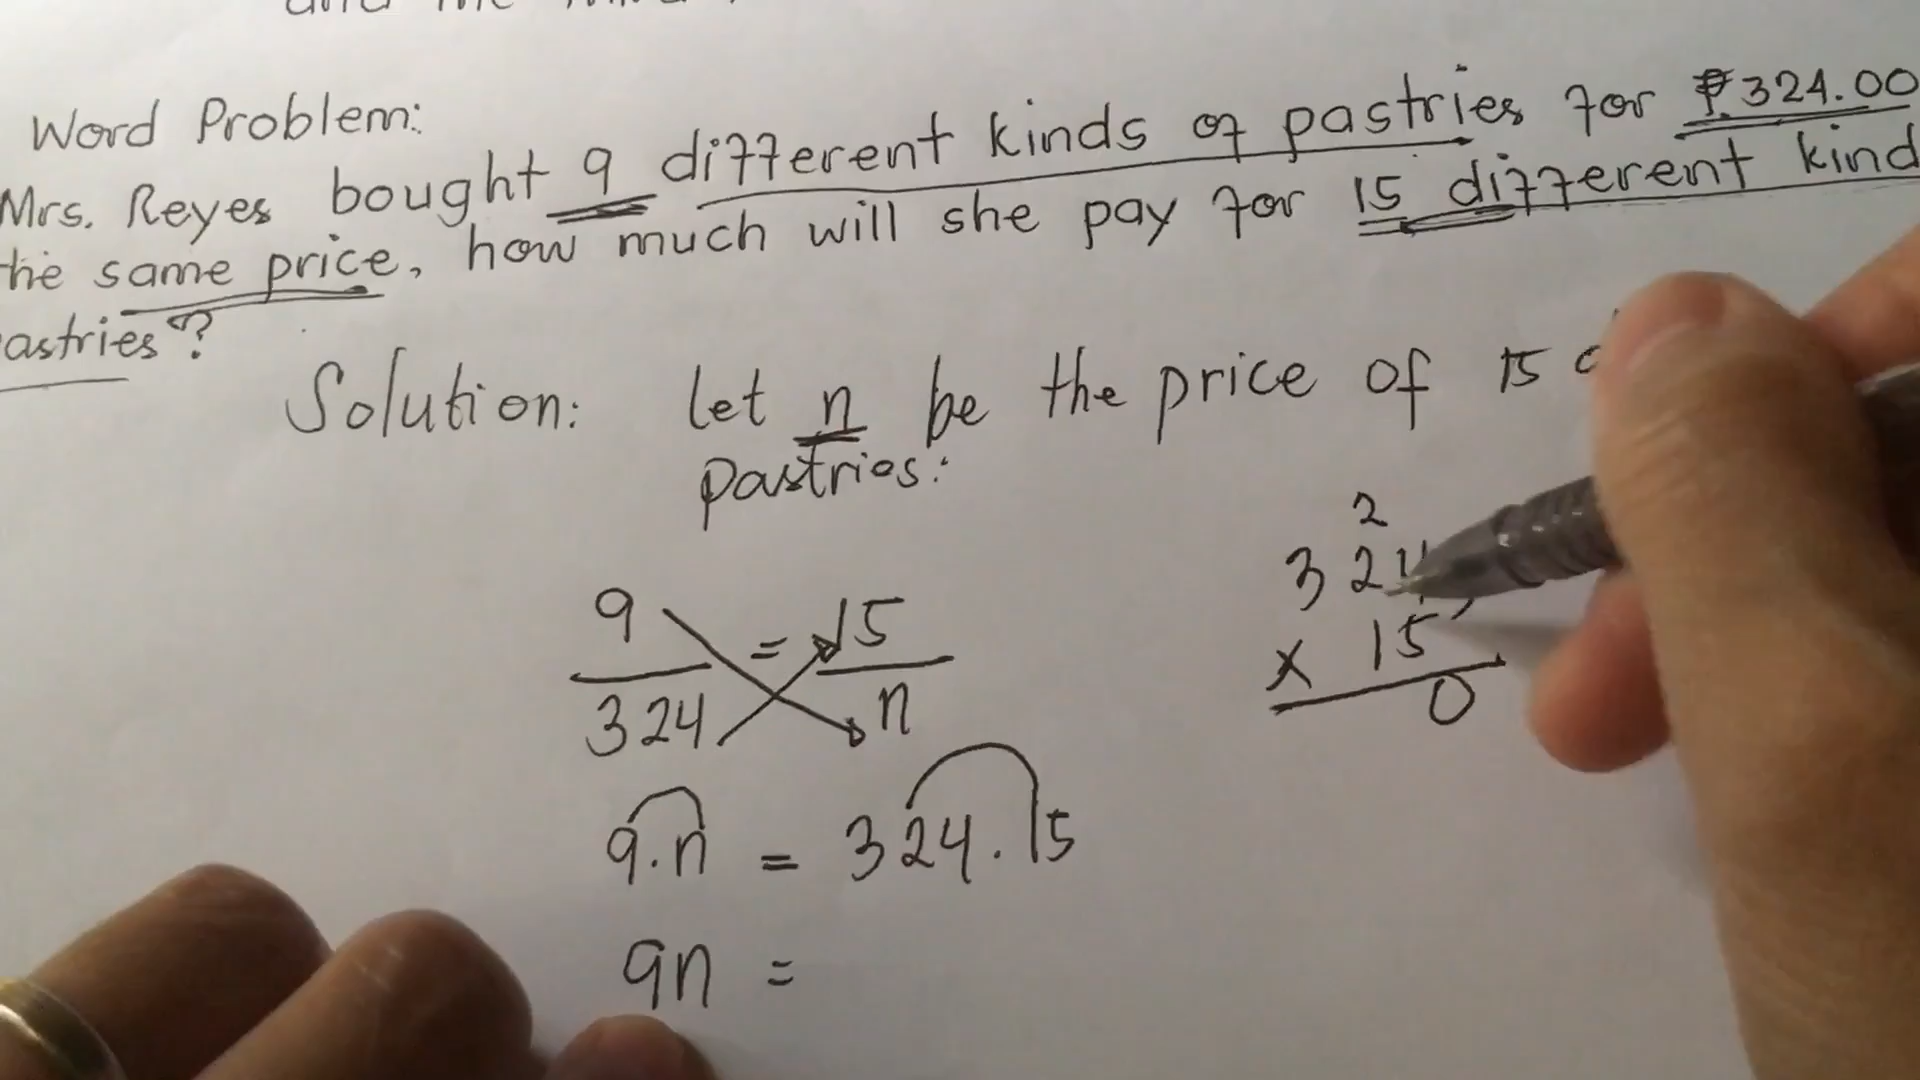 Word Problem:
Mrs. Reyes bought 9 different kinds of pastries for ₱324.00
the same price, how much will she pay for 15 different kind
astries?
Solution: Let n be the price of 15
pastries:
9 = 15
324 n
9.n = 324.15
9n =
2
324
x 15
0